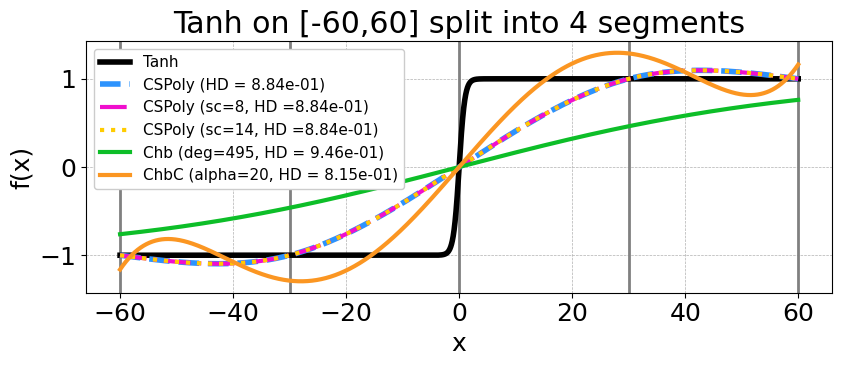 Tanh on [-60,60] split into 4 segments
Tanh
CSPoly (HD = 8.84e-01)
CSPoly (sc=8, HD =8.84e-01)
CSPoly (sc=14, HD =8.84e-01)
Chb (deg=495, HD = 9.46e-01)
ChbC (alpha=20, HD = 8.15e-01)
f(x)
1
0
−1
−60
−40
−20
0
20
40
60
x